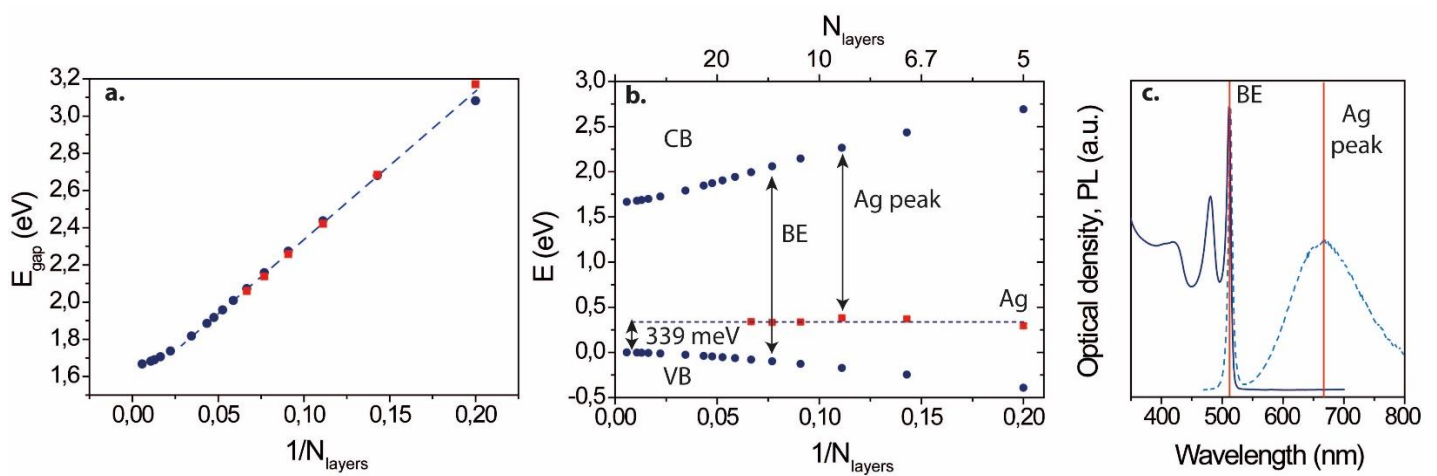 a.
E_gap (eV)
3,2
3,0
2,8
2,6
2,4
2,2
2,0
1,8
1,6
0,00 0,05 0,10 0,15 0,20
1/N_layers
N_layers
20 10 6.7 5
b.
E (eV)
3,0
2,5
2,0
1,5
1,0
0,5
0,0
-0,5
CB
Ag peak
BE
Ag
339 meV
VB
0,00 0,05 0,10 0,15 0,20
1/N_layers
c.
BE
Ag
peak
Optical density, PL (a.u.)
400 500 600 700 800
Wavelength (nm)